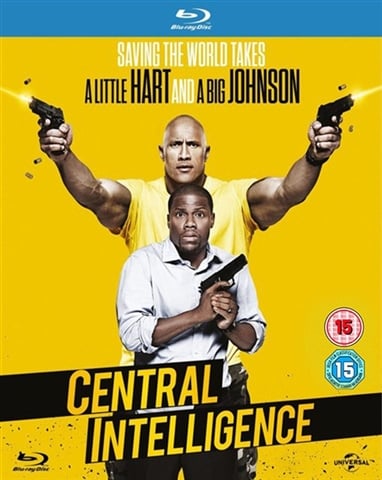 Blu-ray Disc
SAVING THE WORLD TAKES
A LITTLE HART AND A BIG JOHNSON
15
15
CENTRAL
INTELLIGENCE
Blu-ray Disc
UNIVERSAL